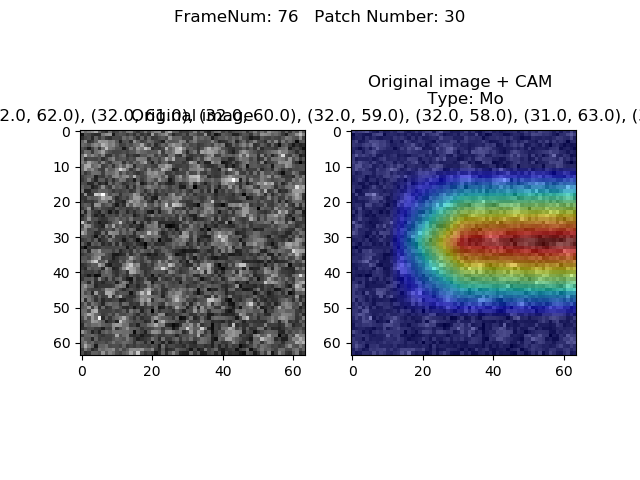 FrameNum: 76   Patch Number: 30
Original image + CAM
Type: Mo
2.0, 62.0), (32.0, 61.0), (32.0, 60.0), (32.0, 59.0), (32.0, 58.0), (31.0, 63.0), (3
Original image
0
10
20
30
40
50
60
0 20 40 60
0
10
20
30
40
50
60
0 20 40 60